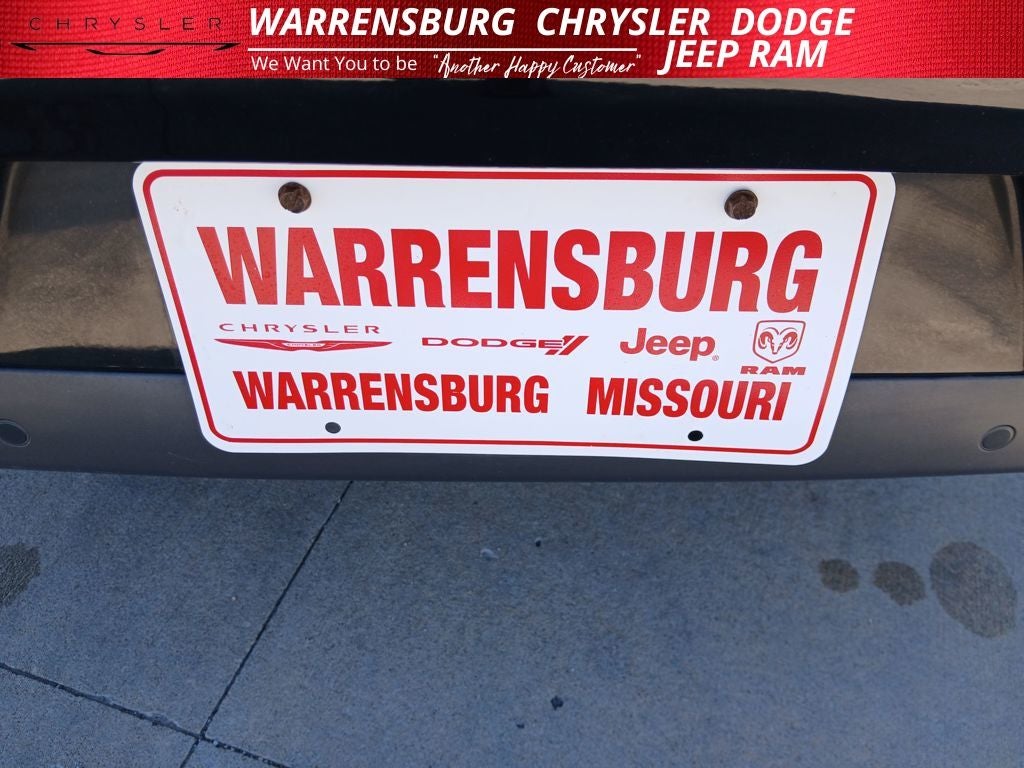 CHRYSLER
WARRENSBURG CHRYSLER DODGE
JEEP RAM
We Want You to be "Another Happy Customer"
WARRENSBURG
CHRYSLER
DODGE
Jeep
RAM
WARRENSBURG MISSOURI